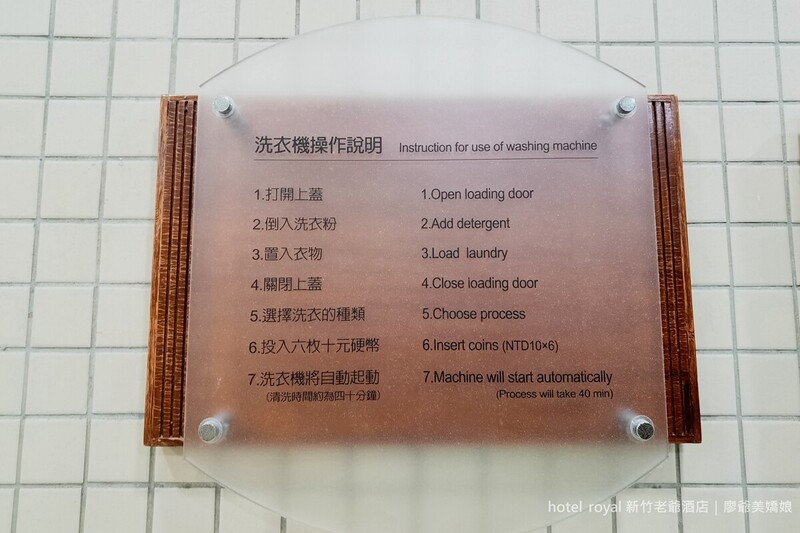 洗衣機操作說明 Instruction for use of washing machine
1.打開上蓋 1.Open loading door
2.倒入洗衣粉 2.Add detergent
3.置入衣物 3.Load laundry
4.關閉上蓋 4.Close loading door
5.選擇洗衣的種類 5.Choose process
6.投入六枚十元硬幣 6.Insert coins (NTD10×6)
7.洗衣機將自動起動 7.Machine will start automatically
(清洗時間約為四十分鐘) (Process will take 40 min)
hotel royal 新竹老爺酒店 | 廖爺美嬌娘